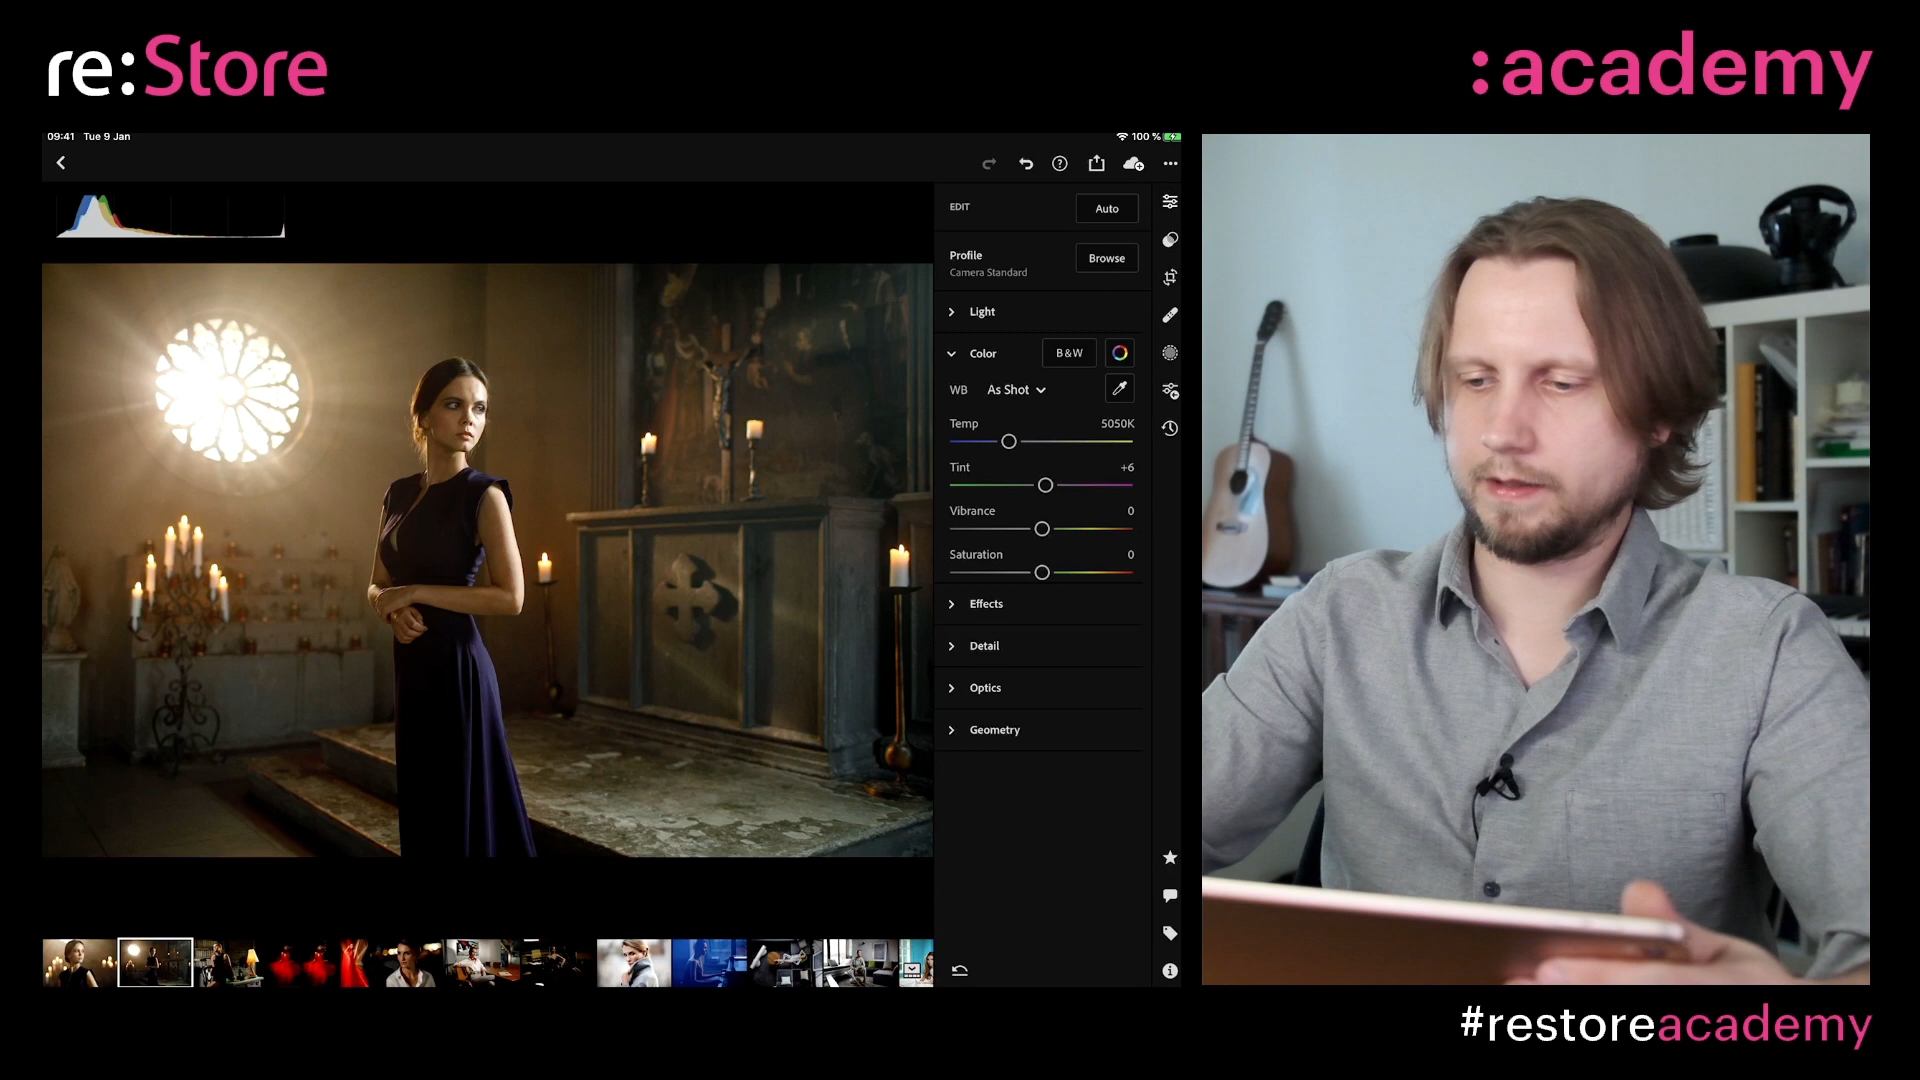 re:Store
:academy
09:41 Tue 9 Jan
100 %
EDIT
Auto
Profile
Camera Standard
Browse
Light
Color
B&W
WB As Shot
Temp 5050K
Tint +6
Vibrance 0
Saturation 0
Effects
Detail
Optics
Geometry
#restoreacademy